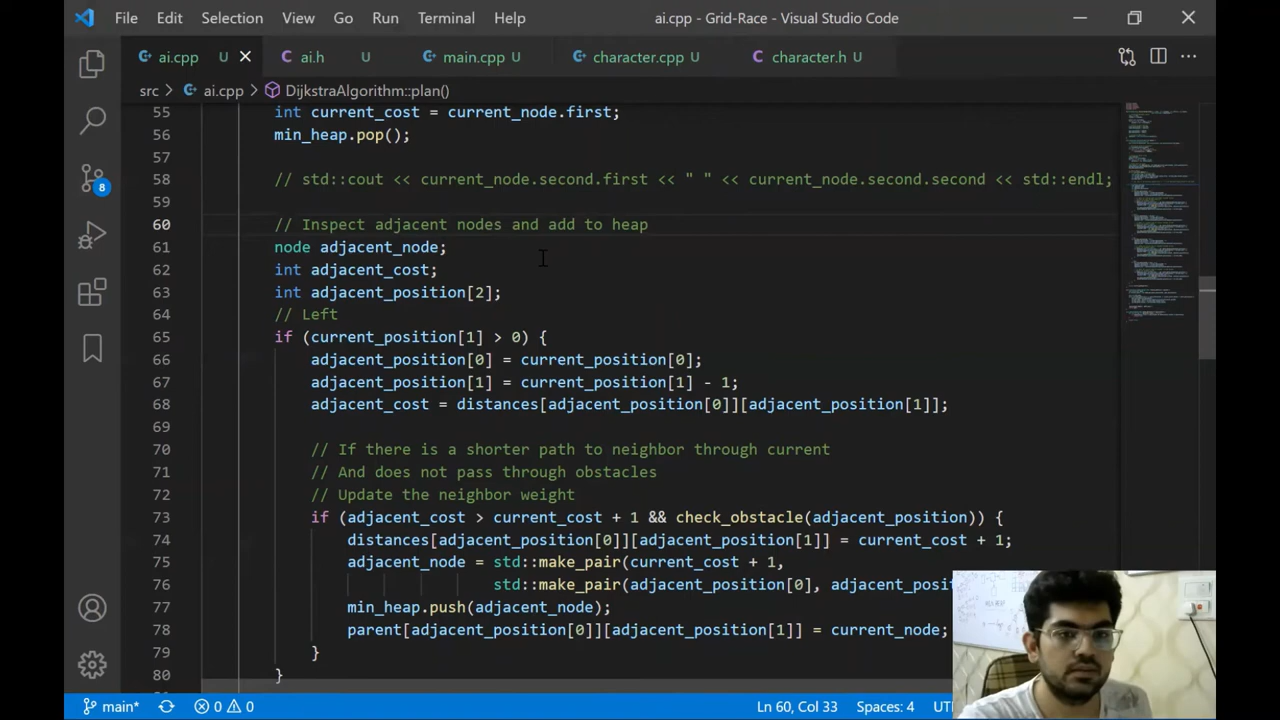 File Edit Selection View Go Run Terminal Help ai.cpp - Grid-Race - Visual Studio Code
ai.cpp U ai.h U main.cpp U character.cpp U character.h U
src > ai.cpp > DijkstraAlgorithm::plan()
55 int current_cost = current_node.first;
56 min_heap.pop();
57
58 // std::cout << current_node.second.first << " " << current_node.second.second << std::endl;
59
60 // Inspect adjacent nodes and add to heap
61 node adjacent_node;
62 int adjacent_cost;
63 int adjacent_position[2];
64 // Left
65 if (current_position[1] > 0) {
66 adjacent_position[0] = current_position[0];
67 adjacent_position[1] = current_position[1] - 1;
68 adjacent_cost = distances[adjacent_position[0]][adjacent_position[1]];
69
70 // If there is a shorter path to neighbor through current
71 // And does not pass through obstacles
72 // Update the neighbor weight
73 if (adjacent_cost > current_cost + 1 && check_obstacle(adjacent_position)) {
74 distances[adjacent_position[0]][adjacent_position[1]] = current_cost + 1;
75 adjacent_node = std::make_pair(current_cost + 1,
76 std::make_pair(adjacent_position[0], adjacent_posi
77 min_heap.push(adjacent_node);
78 parent[adjacent_position[0]][adjacent_position[1]] = current_node;
79 }
80 }
8
main* 0 0 Ln 60, Col 33 Spaces: 4 UT